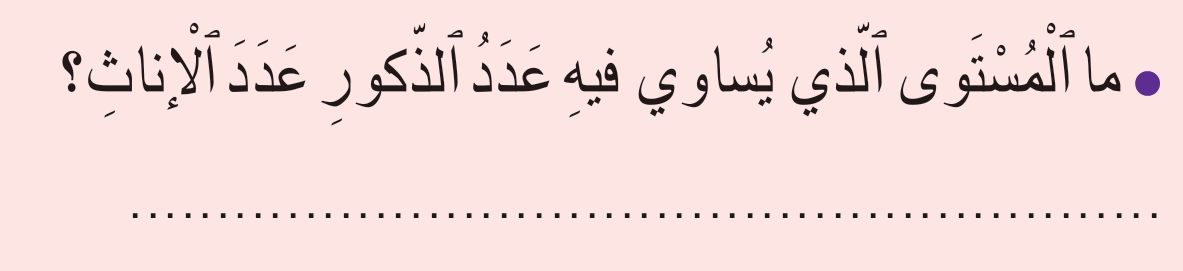 • ما ٱلْمُسْتَوى ٱلّذي يُساوي فيهِ عَدَدُ ٱلذّكورِ عَدَدَ ٱلْإناثِ؟
............................................................